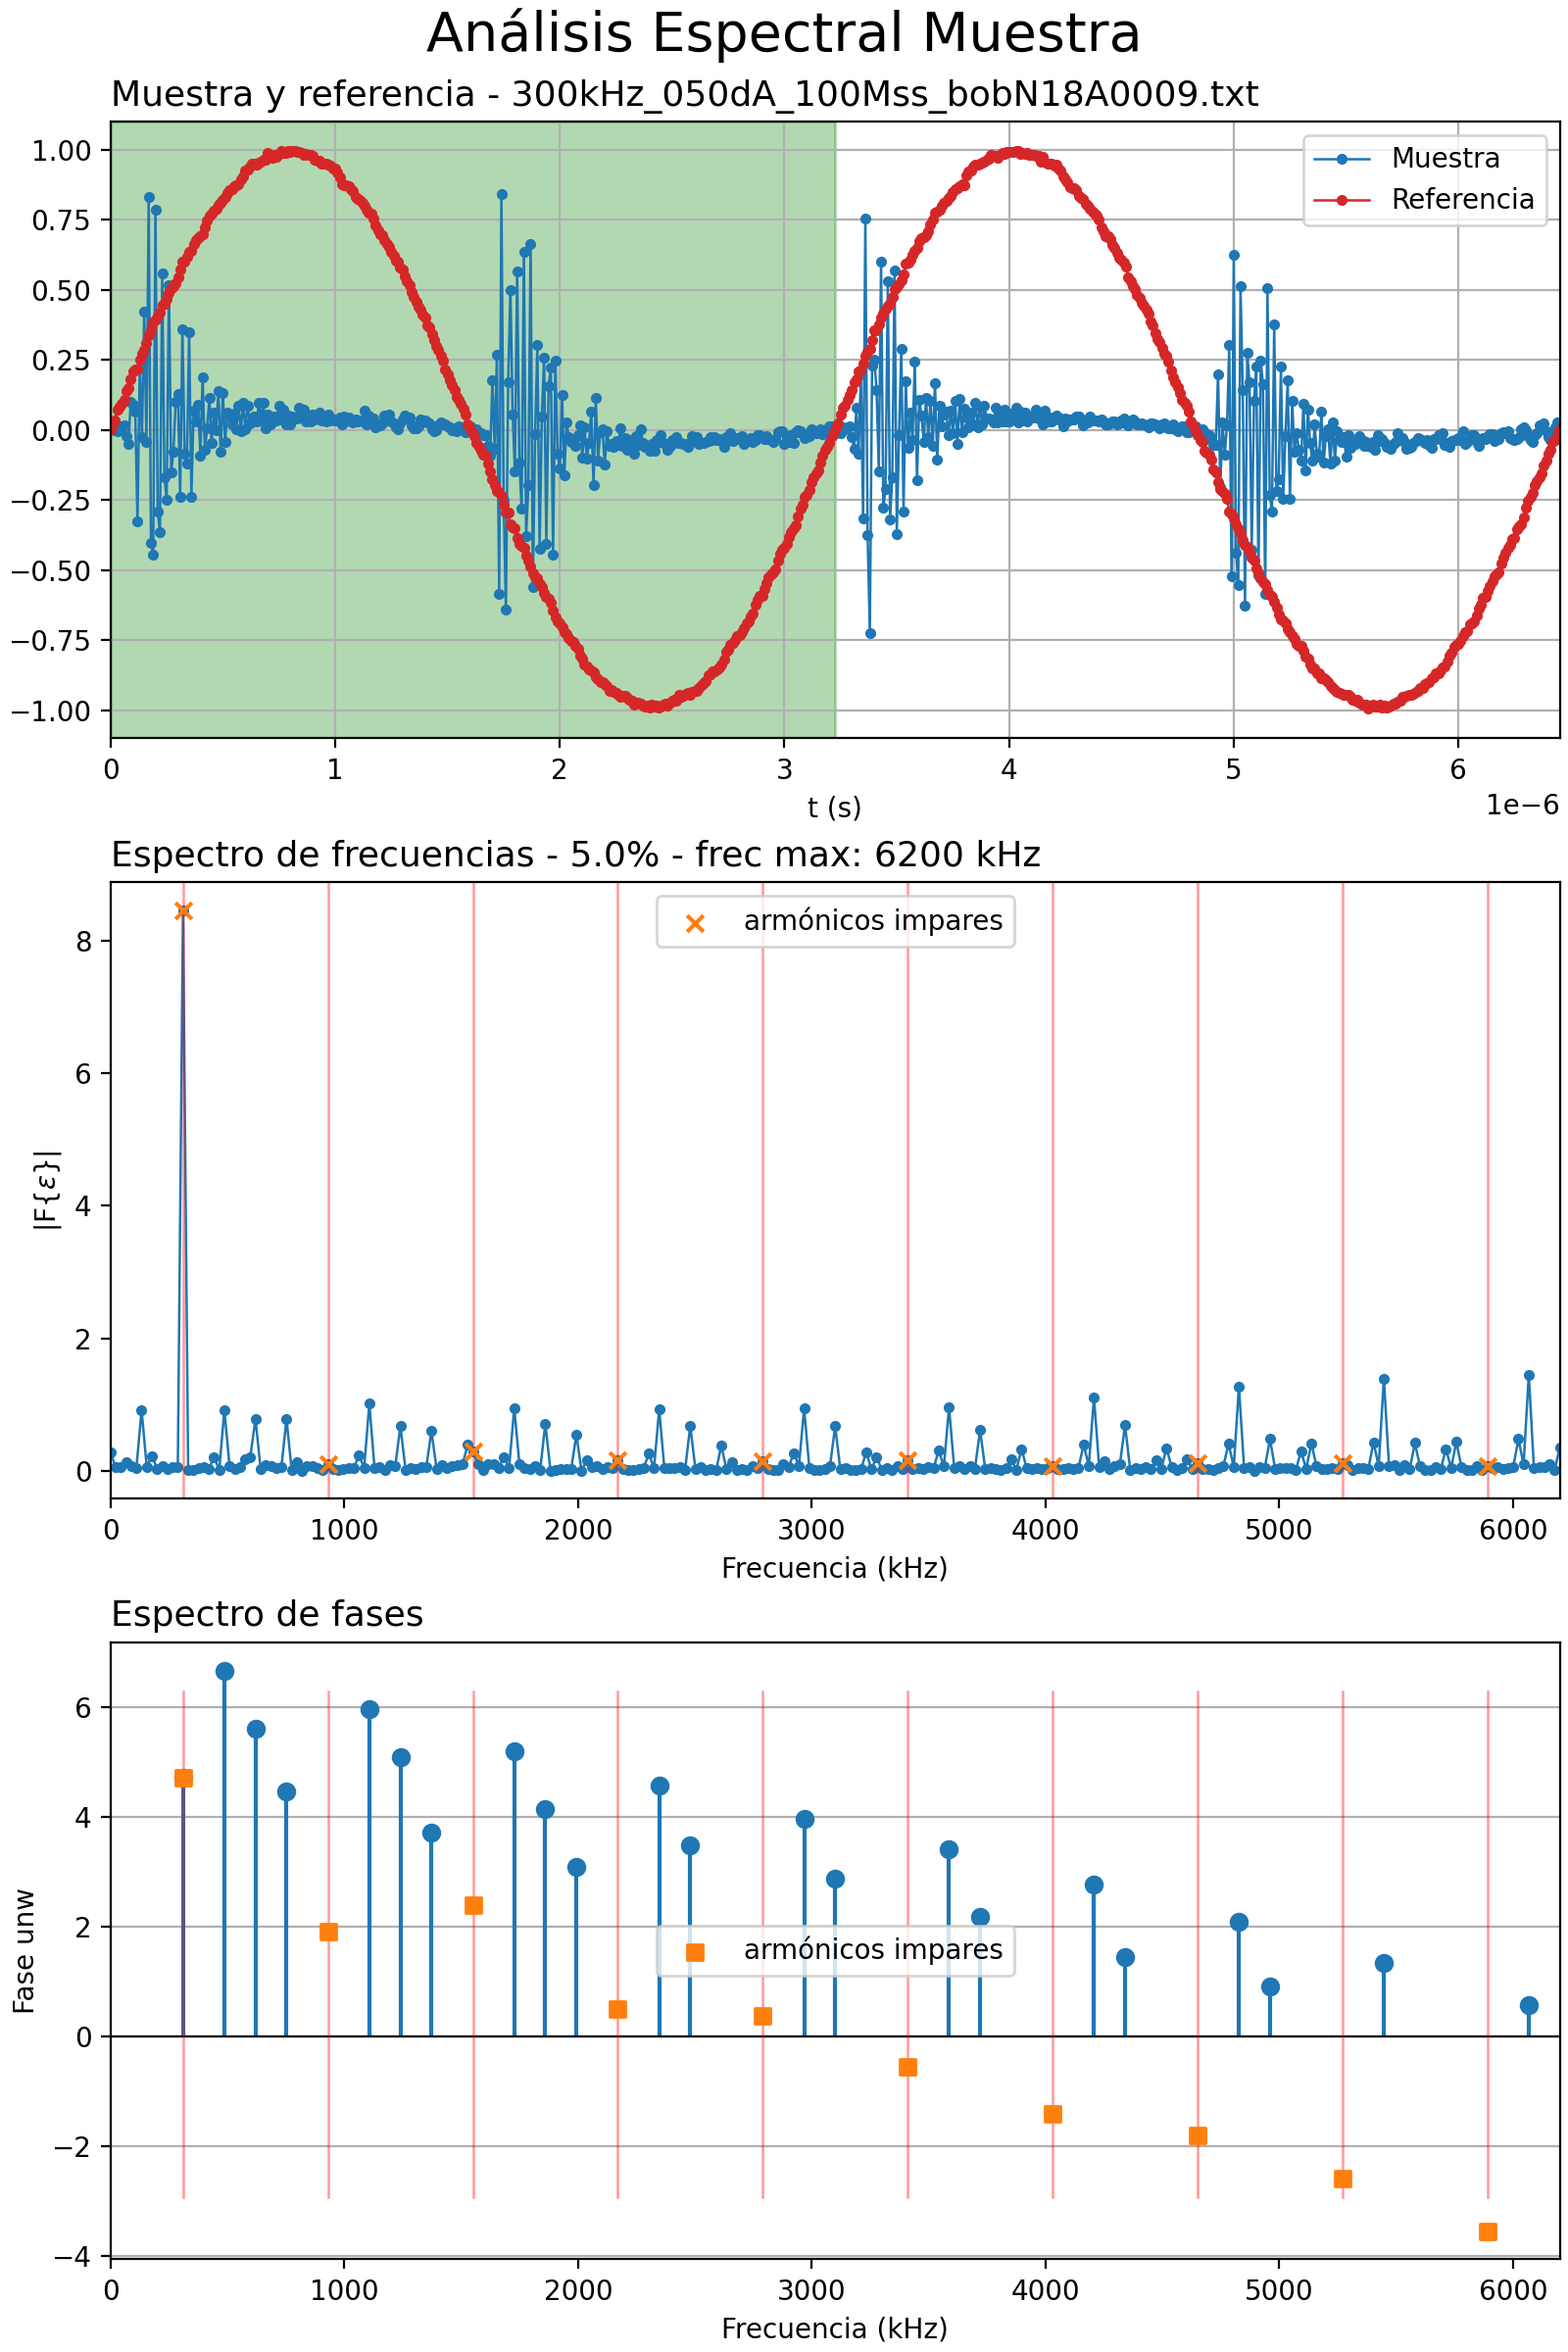 Análisis Espectral Muestra
Muestra y referencia - 300kHz_050dA_100Mss_bobN18A0009.txt
1.00
0.75
0.50
0.25
0.00
−0.25
−0.50
−0.75
−1.00
Muestra
Referencia
0 1 2 3 4 5 6
t (s)
1e−6
Espectro de frecuencias - 5.0% - frec max: 6200 kHz
|F{ε}|
8
6
4
2
0
armónicos impares
0 1000 2000 3000 4000 5000 6000
Frecuencia (kHz)
Espectro de fases
Fase unw
6
4
2
0
−2
−4
armónicos impares
0 1000 2000 3000 4000 5000 6000
Frecuencia (kHz)